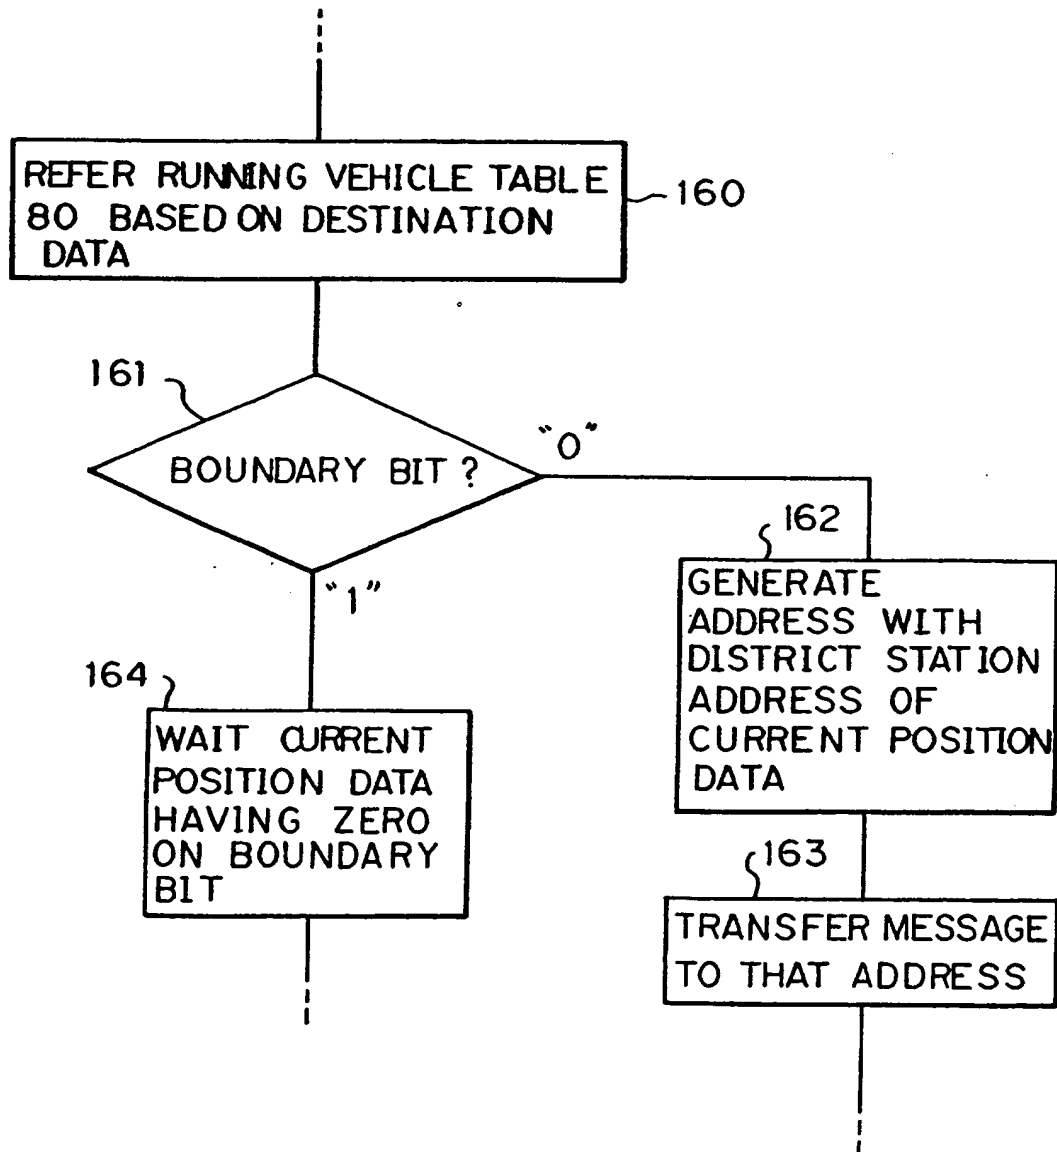 REFER RUNNING VEHICLE TABLE
80 BASED ON DESTINATION
DATA
160
161
BOUNDARY BIT ?
"0"
"1"
162
GENERATE
ADDRESS WITH
DISTRICT STATION
ADDRESS OF
CURRENT POSITION
DATA
164
WAIT CURRENT
POSITION DATA
HAVING ZERO
ON BOUNDARY
BIT
163
TRANSFER MESSAGE
TO THAT ADDRESS